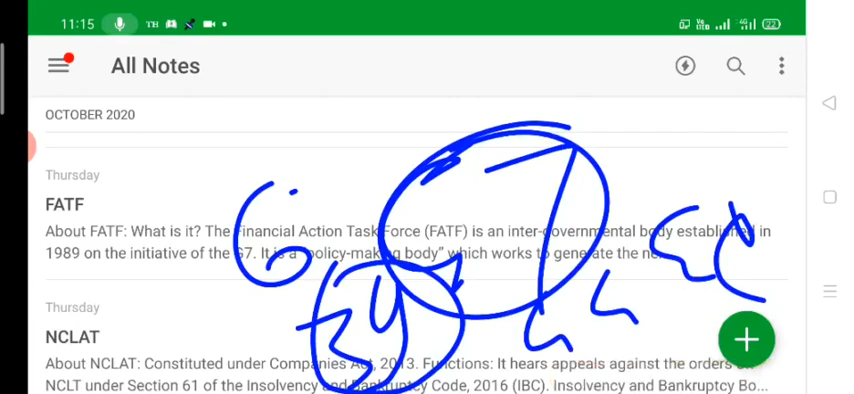 11:15 TH 4G 22
All Notes
OCTOBER 2020
Thursday
FATF
About FATF: What is it? The Financial Action Task Force (FATF) is an inter-governmental body established in
1989 on the initiative of the G7. It is a "policy-making body" which works to generate the ne...
Thursday
NCLAT
About NCLAT: Constituted under Companies Act, 2013. Functions: It hears appeals against the orders of
NCLT under Section 61 of the Insolvency and Bankruptcy Code, 2016 (IBC). Insolvency and Bankruptcy Bo...